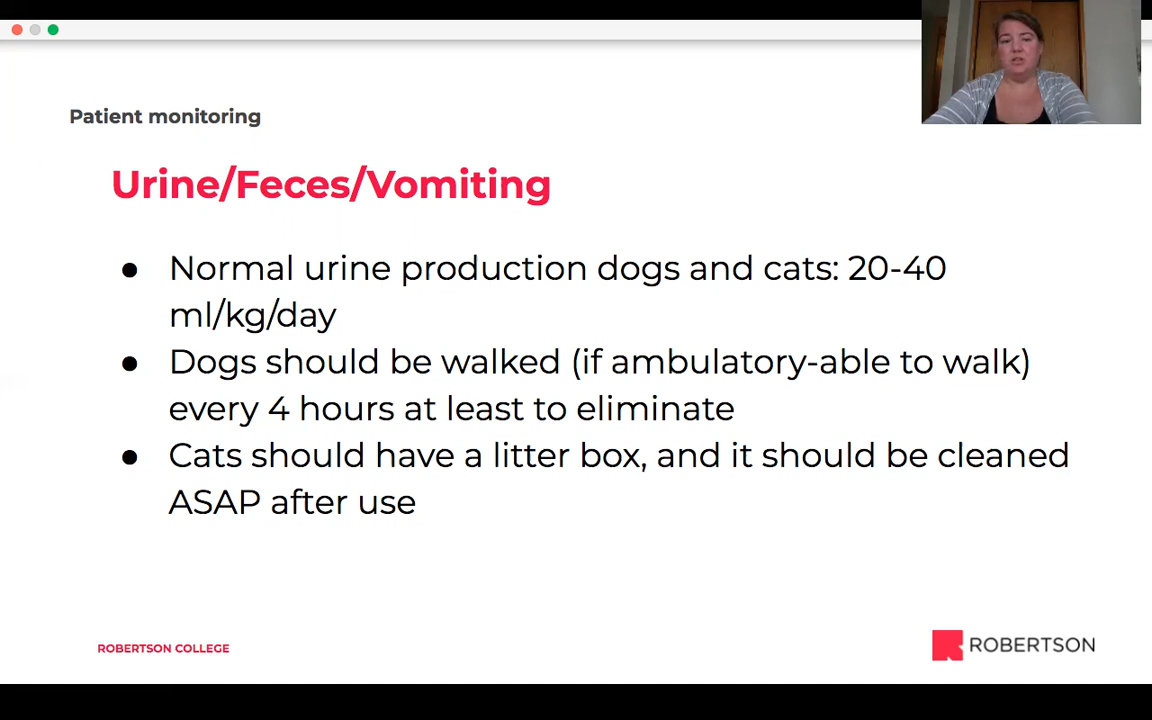 Patient monitoring
Urine/Feces/Vomiting
● Normal urine production dogs and cats: 20-40
ml/kg/day
● Dogs should be walked (if ambulatory-able to walk)
every 4 hours at least to eliminate
● Cats should have a litter box, and it should be cleaned
ASAP after use
ROBERTSON COLLEGE
ROBERTSON